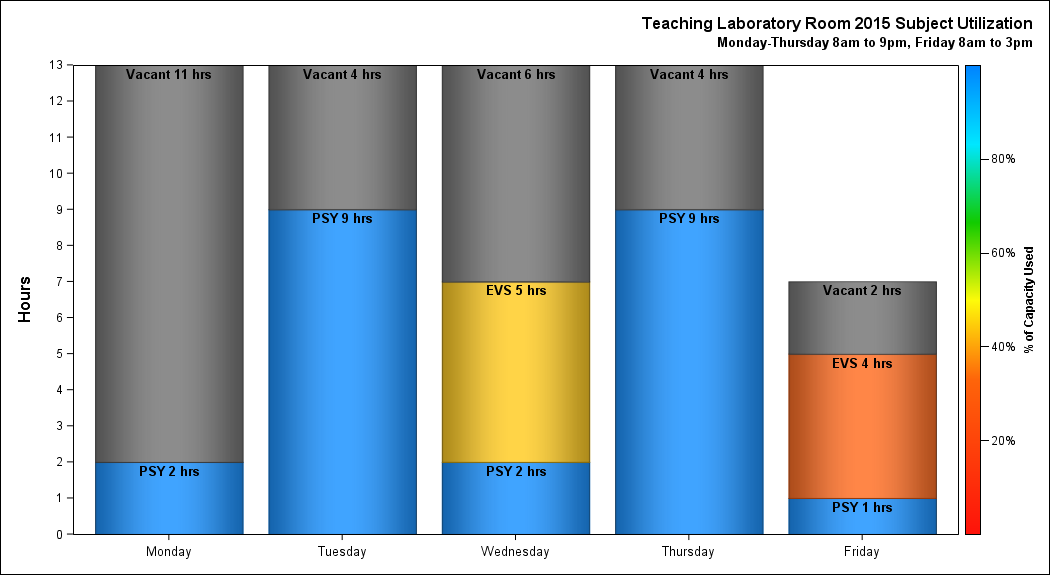 Teaching Laboratory Room 2015 Subject Utilization
Monday-Thursday 8am to 9pm, Friday 8am to 3pm
Hours
13
12
11
10
9
8
7
6
5
4
3
2
1
0
Vacant 11 hrs
PSY 2 hrs
Vacant 4 hrs
PSY 9 hrs
Vacant 6 hrs
EVS 5 hrs
PSY 2 hrs
Vacant 4 hrs
PSY 9 hrs
Vacant 2 hrs
EVS 4 hrs
PSY 1 hrs
Monday
Tuesday
Wednesday
Thursday
Friday
80%
60%
40%
20%
% of Capacity Used